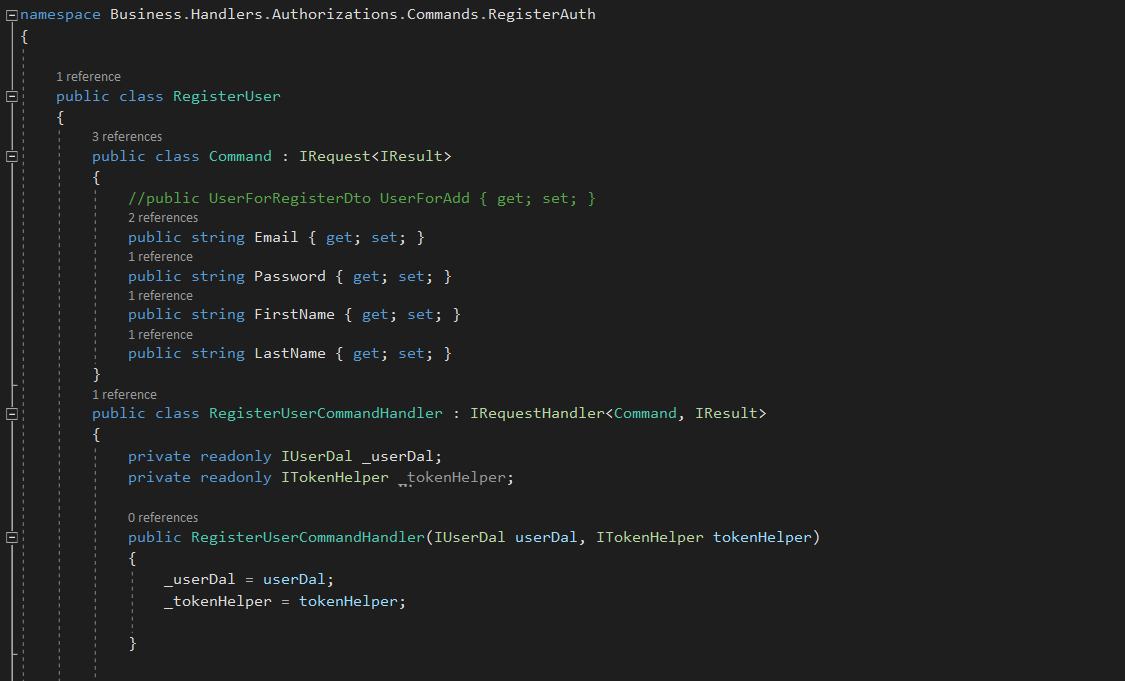 namespace Business.Handlers.Authorizations.Commands.RegisterAuth
{
1 reference
public class RegisterUser
{
3 references
public class Command : IRequest<IResult>
{
//public UserForRegisterDto UserForAdd { get; set; }
2 references
public string Email { get; set; }
1 reference
public string Password { get; set; }
1 reference
public string FirstName { get; set; }
1 reference
public string LastName { get; set; }
}
1 reference
public class RegisterUserCommandHandler : IRequestHandler<Command, IResult>
{
private readonly IUserDal _userDal;
private readonly ITokenHelper _tokenHelper;
0 references
public RegisterUserCommandHandler(IUserDal userDal, ITokenHelper tokenHelper)
{
_userDal = userDal;
_tokenHelper = tokenHelper;
}